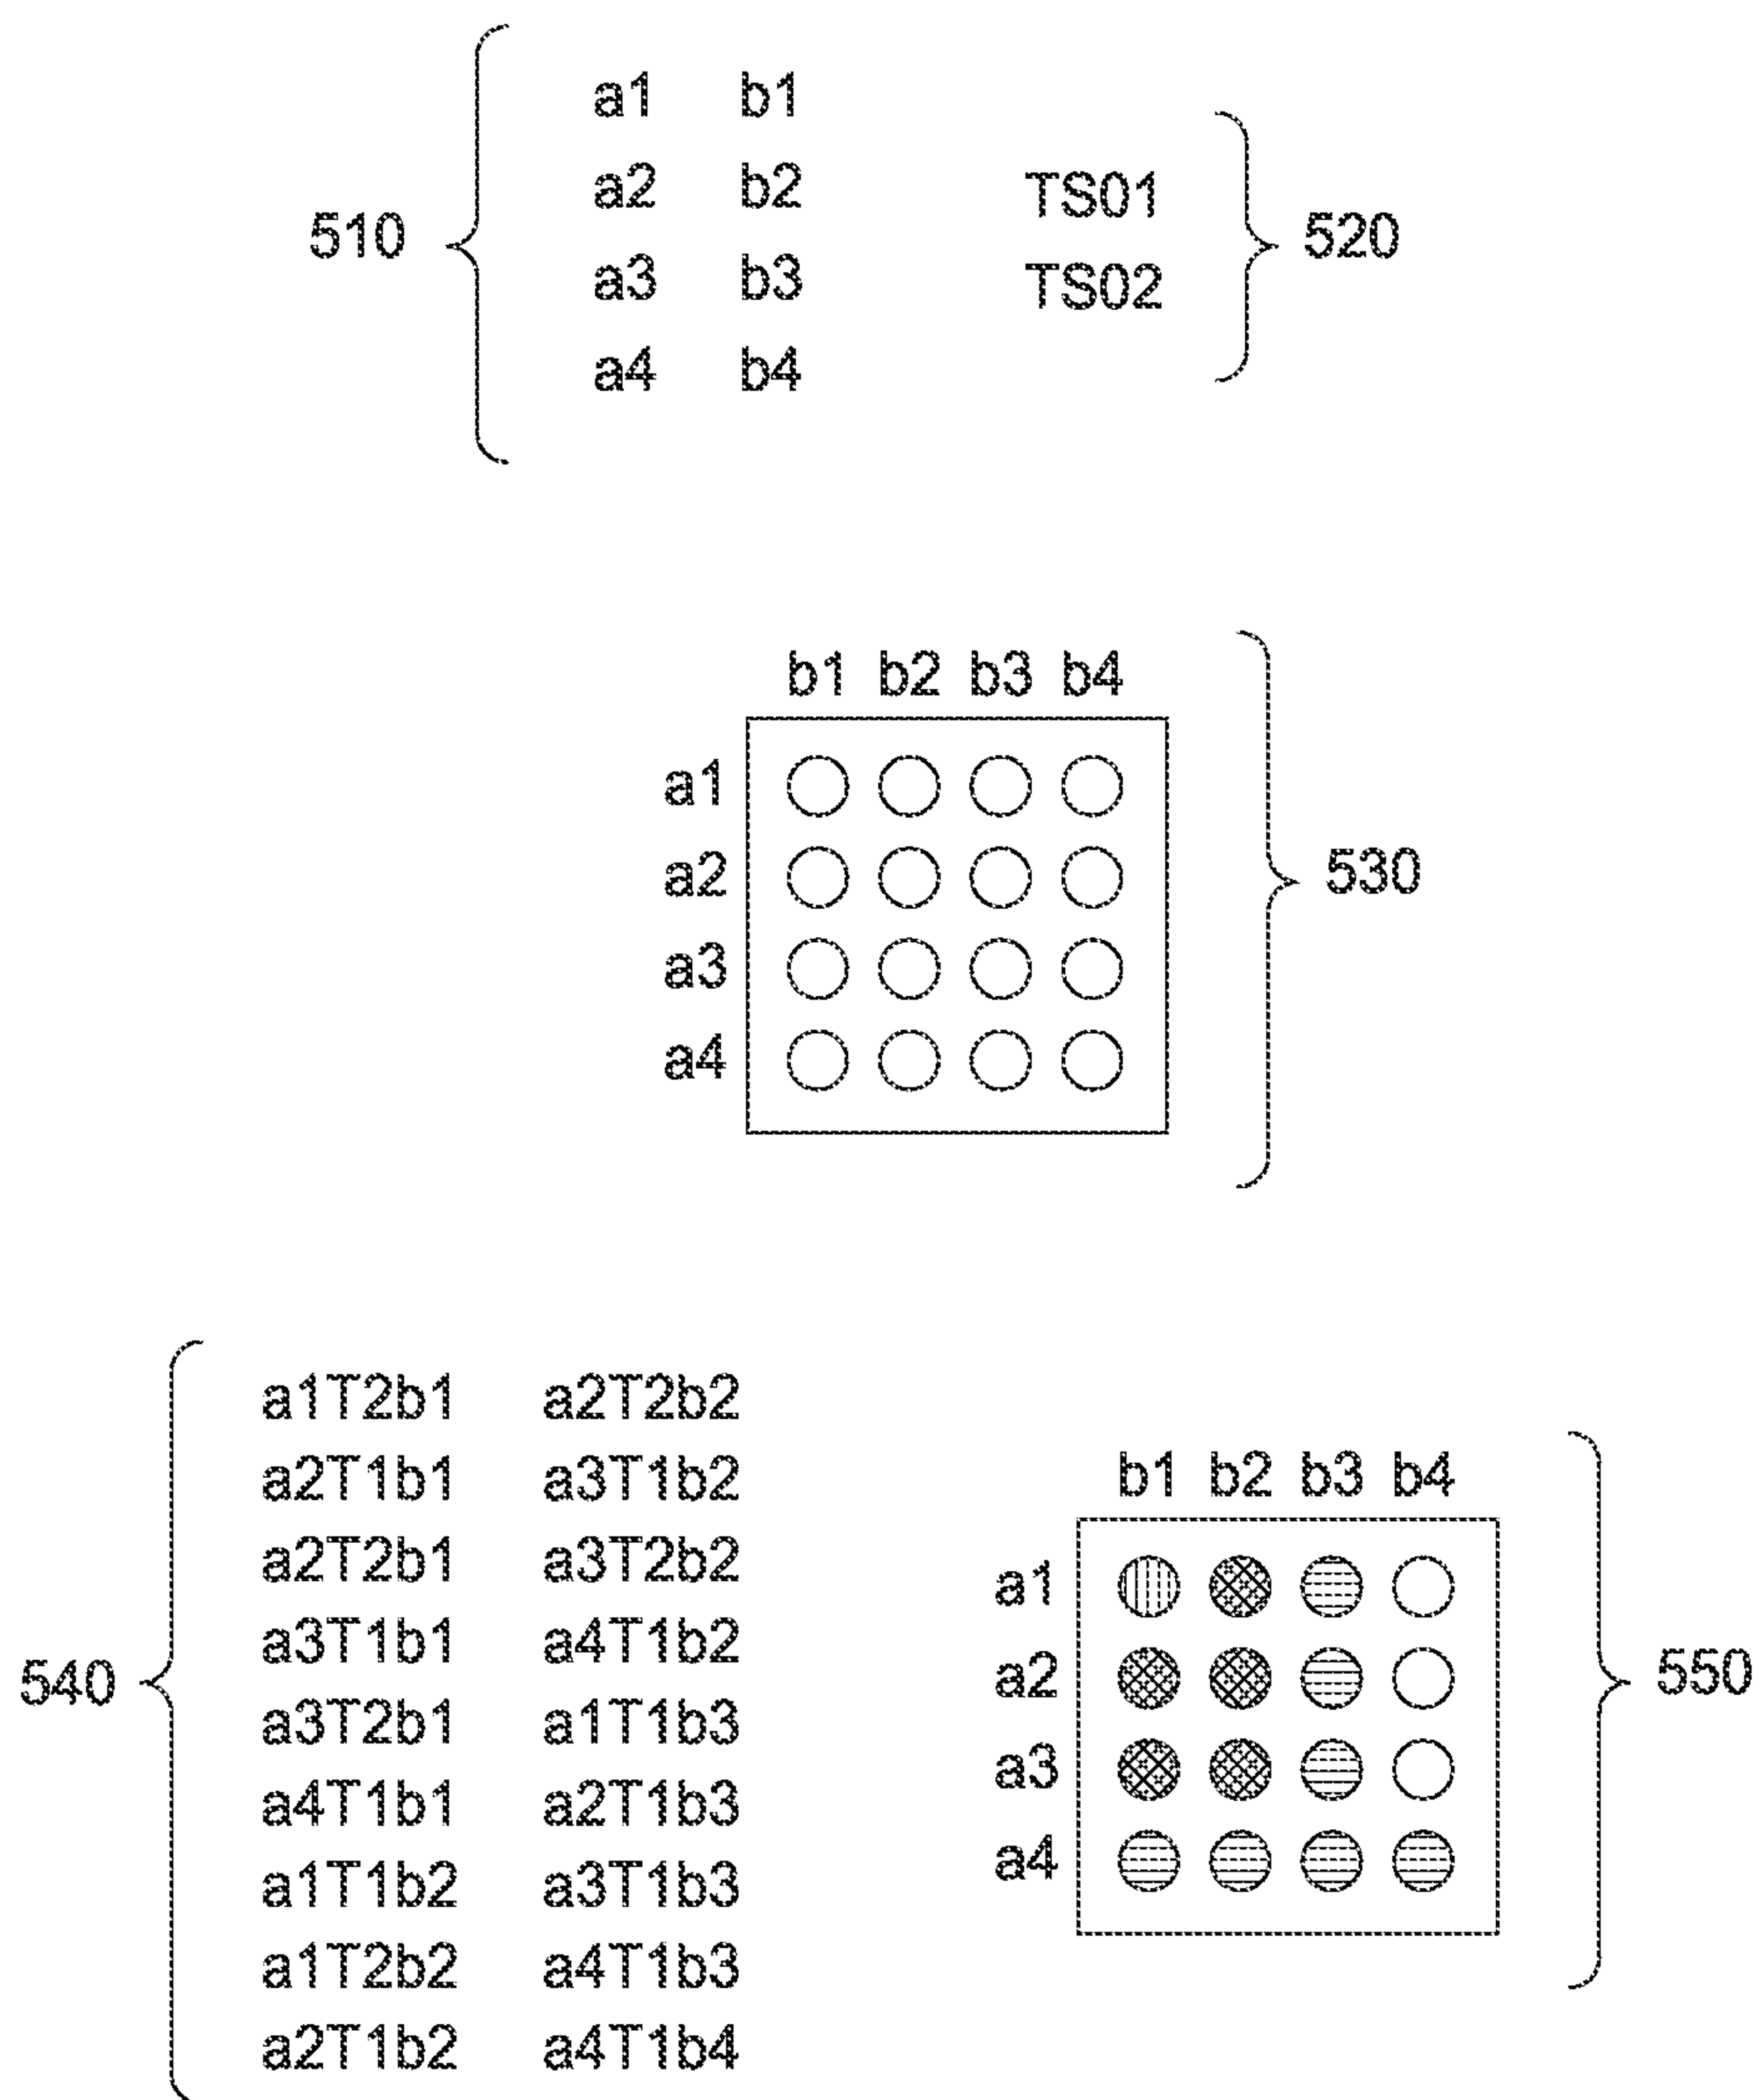 a1 b1
a2 b2
a3 b3
a4 b4
510
TS01
TS02
520
b1 b2 b3 b4
a1
a2
a3
a4
530
540
a1T2b1 a2T2b2
a2T1b1 a3T1b2
a2T2b1 a3T2b2
a3T1b1 a4T1b2
a3T2b1 a1T1b3
a4T1b1 a2T1b3
a1T1b2 a3T1b3
a1T2b2 a4T1b3
a2T1b2 a4T1b4
b1 b2 b3 b4
a1
a2
a3
a4
550